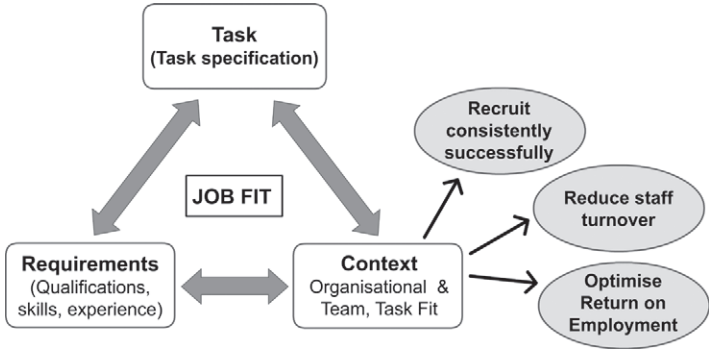 Task
(Task specification)
Recruit
consistently
successfully
JOB FIT
Reduce staff
turnover
Requirements
(Qualifications,
skills, experience)
Context
Organisational &
Team, Task Fit
Optimise
Return on
Employment